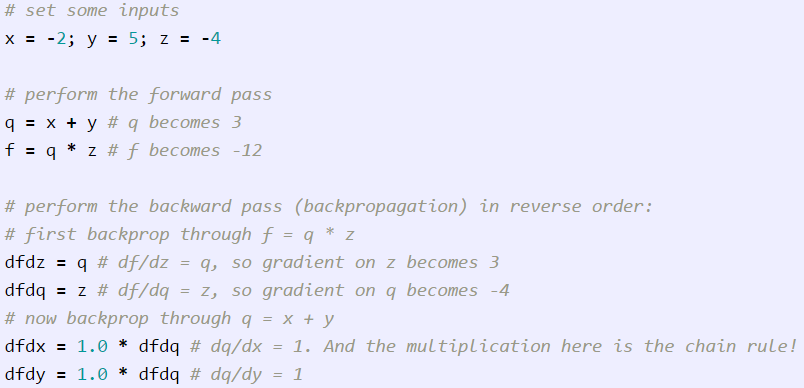 # set some inputs
x = -2; y = 5; z = -4
# perform the forward pass
q = x + y # q becomes 3
f = q * z # f becomes -12
# perform the backward pass (backpropagation) in reverse order:
# first backprop through f = q * z
dfdz = q # df/dz = q, so gradient on z becomes 3
dfdq = z # df/dq = z, so gradient on q becomes -4
# now backprop through q = x + y
dfdx = 1.0 * dfdq # dq/dx = 1. And the multiplication here is the chain rule!
dfdy = 1.0 * dfdq # dq/dy = 1